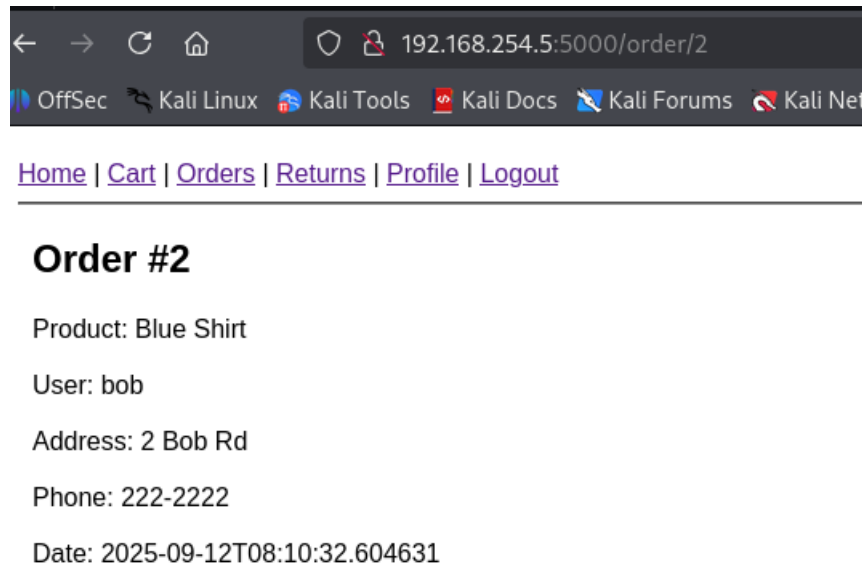 192.168.254.5:5000/order/2
OffSec Kali Linux Kali Tools Kali Docs Kali Forums Kali Net
Home | Cart | Orders | Returns | Profile | Logout
Order #2
Product: Blue Shirt
User: bob
Address: 2 Bob Rd
Phone: 222-2222
Date: 2025-09-12T08:10:32.604631